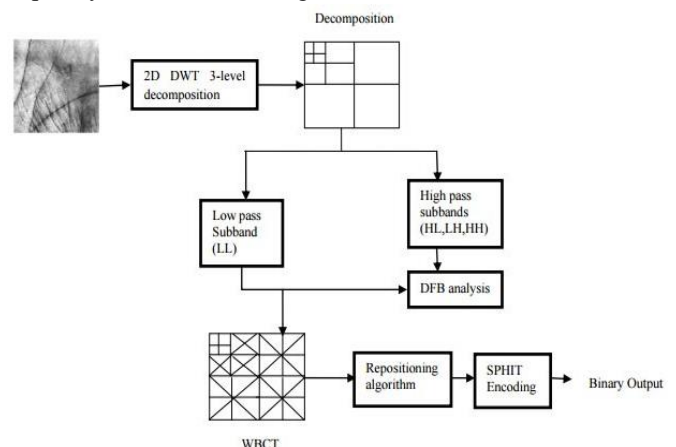 Decomposition
2D DWT 3-level
decomposition
Low pass
Subband
(LL)
High pass
subbands
(HL,LH,HH)
DFB analysis
Repositioning
algorithm
SPHIT
Encoding
Binary Output
WBCT